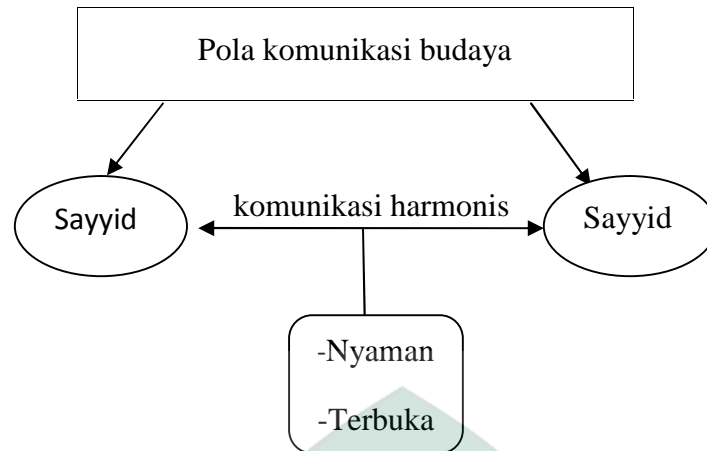 Pola komunikasi budaya
Sayyid
komunikasi harmonis
Sayyid
-Nyaman
-Terbuka